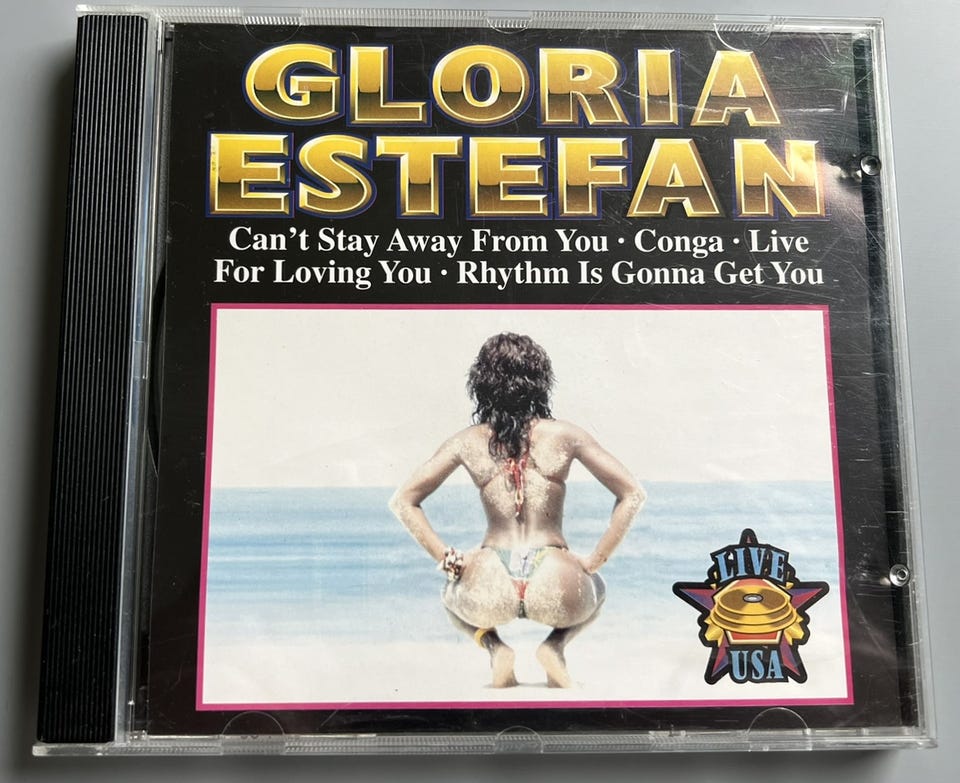 GLORIA
ESTEFAN
Can't Stay Away From You · Conga · Live
For Loving You · Rhythm Is Gonna Get You
LIVE
USA